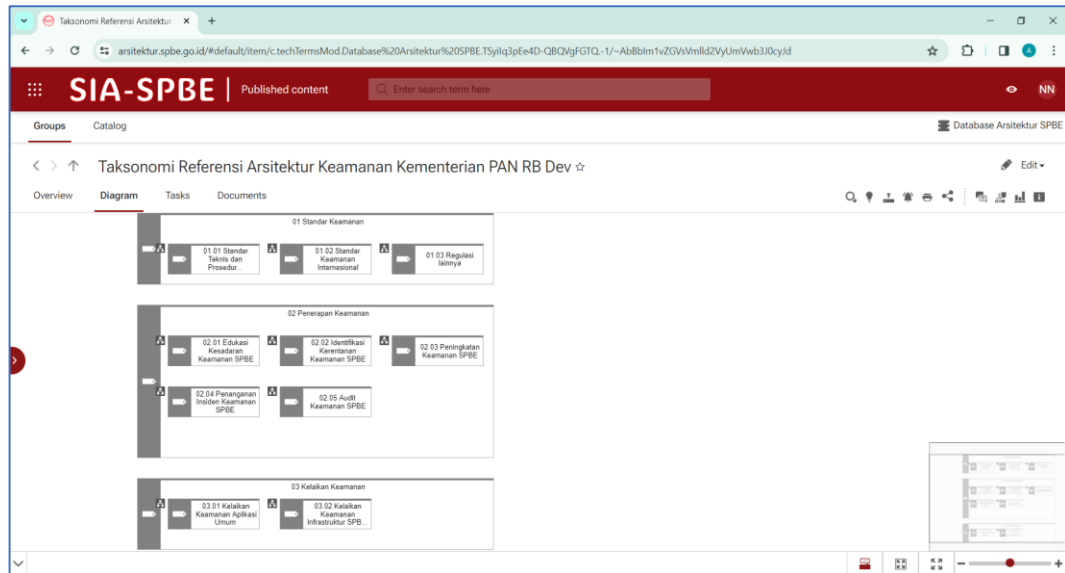 Taksonomi Referensi Arsitektur
arsitektur.spbe.go.id/#default/item/c.techTermsMod.Database%20Arsitektur%20SPBE.TSyilq3pEe4D-QBQVgFGTQ.-1/~AbBblm1vZGVsVmlld2VyUmVwb3J0cyJd
A
SIA-SPBE | Published content
Enter search term here
NN
Groups Catalog
Database Arsitektur SPBE
Taksonomi Referensi Arsitektur Keamanan Kementerian PAN RB Dev
Edit
Overview Diagram Tasks Documents
01 Standar Keamanan
01.01 Standar
Teknis dan
Prosedur...
01.02 Standar
Keamanan
Internasional
01.03 Regulasi
lainnya
02 Penerapan Keamanan
02.01 Edukasi
Kesadaran
Keamanan SPBE
02.02 Identifikasi
Kerentanan
Keamanan SPBE
02.03 Peningkatan
Keamanan SPBE
02.04 Penanganan
Insiden Keamanan
SPBE
02.05 Audit
Keamanan SPBE
03 Kelaikan Keamanan
03.01 Kelaikan
Keamanan Aplikasi
Umum
03.02 Kelaikan
Keamanan
Infrastruktur SPB...